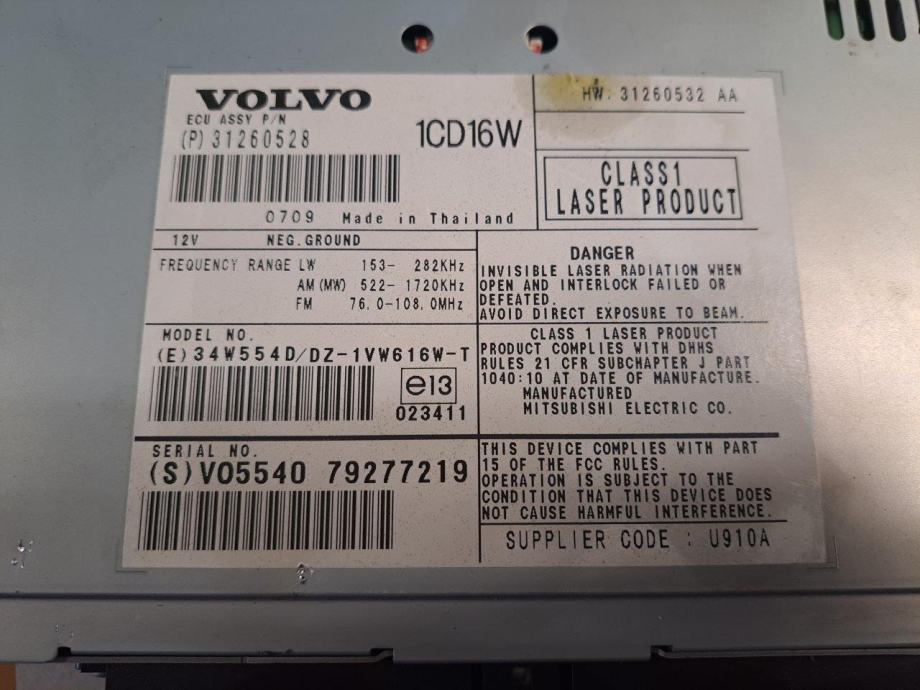 VOLVO
ECU ASSY P/N
(P) 31260528
1CD16W
0709 Made in Thailand
HW. 31260532 AA
CLASS1
LASER PRODUCT
12V NEG.GROUND
FREQUENCY RANGE LW 153- 282KHz
AM (MW) 522- 1720KHz
FM 76.0-108.0MHz
MODEL NO.
(E) 34W554D/DZ-1VW616W-T
e13
023411
SERIAL NO.
(S) VO5540 79277219
DANGER
INVISIBLE LASER RADIATION WHEN
OPEN AND INTERLOCK FAILED OR
DEFEATED.
AVOID DIRECT EXPOSURE TO BEAM.
CLASS 1 LASER PRODUCT
PRODUCT COMPLIES WITH DHHS
RULES 21 CFR SUBCHAPTER J PART
1040:10 AT DATE OF MANUFACTURE.
MANUFACTURED
MITSUBISHI ELECTRIC CO.
THIS DEVICE COMPLIES WITH PART
15 OF THE FCC RULES.
OPERATION IS SUBJECT TO THE
CONDITION THAT THIS DEVICE DOES
NOT CAUSE HARMFUL INTERFERENCE.
SUPPLIER CODE : U910A